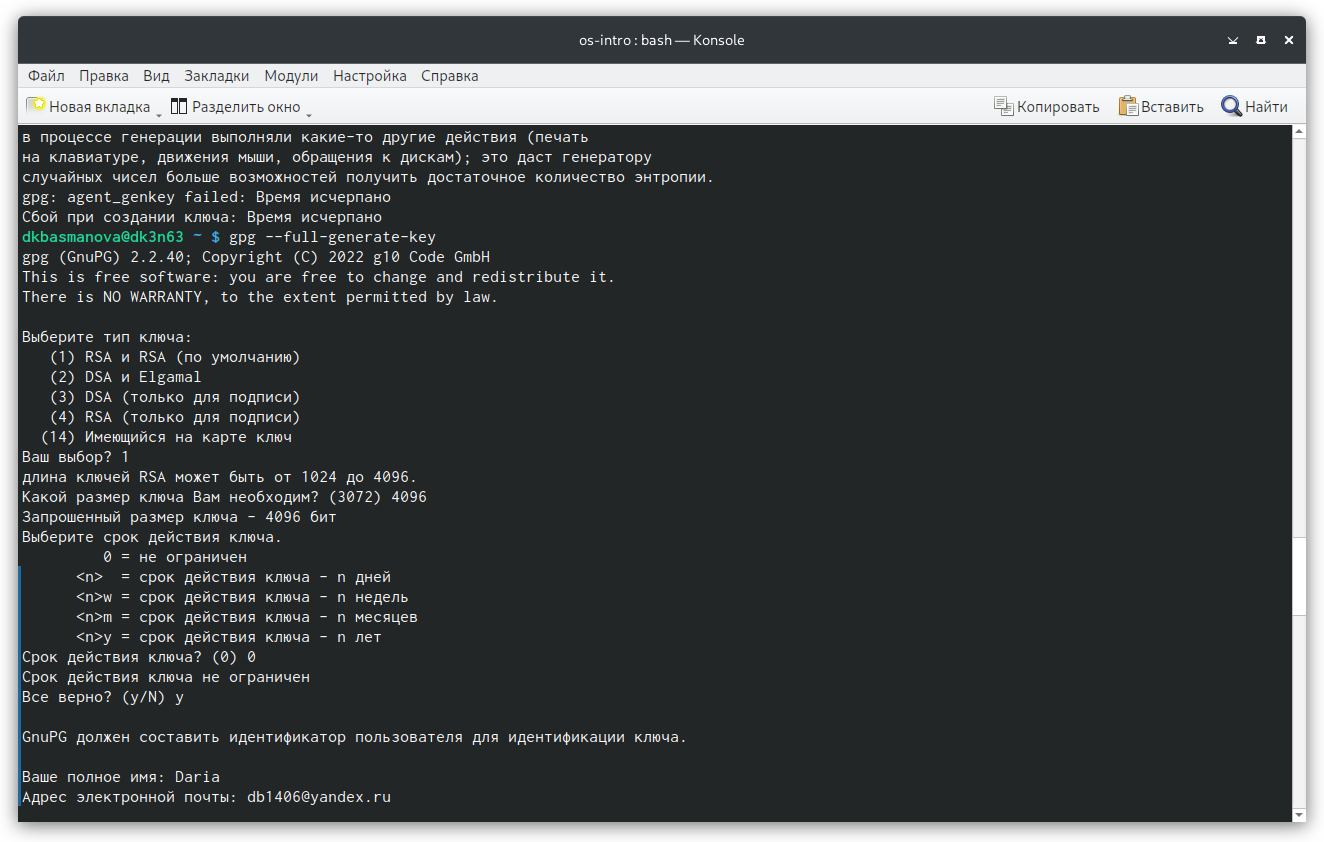 os-intro : bash — Konsole
Файл Правка Вид Закладки Модули Настройка Справка
Новая вкладка Разделить окно Копировать Вставить Найти
в процессе генерации выполняли какие-то другие действия (печать
на клавиатуре, движения мыши, обращения к дискам); это даст генератору
случайных чисел больше возможностей получить достаточное количество энтропии.
gpg: agent_genkey failed: Время исчерпано
Сбой при создании ключа: Время исчерпано
dkbasmanova@dk3n63 ~ $ gpg --full-generate-key
gpg (GnuPG) 2.2.40; Copyright (C) 2022 g10 Code GmbH
This is free software: you are free to change and redistribute it.
There is NO WARRANTY, to the extent permitted by law.
Выберите тип ключа:
(1) RSA и RSA (по умолчанию)
(2) DSA и Elgamal
(3) DSA (только для подписи)
(4) RSA (только для подписи)
(14) Имеющийся на карте ключ
Ваш выбор? 1
длина ключей RSA может быть от 1024 до 4096.
Какой размер ключа Вам необходим? (3072) 4096
Запрошенный размер ключа - 4096 бит
Выберите срок действия ключа.
0 = не ограничен
<n>  = срок действия ключа - n дней
<n>w = срок действия ключа - n недель
<n>m = срок действия ключа - n месяцев
<n>y = срок действия ключа - n лет
Срок действия ключа? (0) 0
Срок действия ключа не ограничен
Все верно? (y/N) y
GnuPG должен составить идентификатор пользователя для идентификации ключа.
Ваше полное имя: Daria
Адрес электронной почты: db1406@yandex.ru